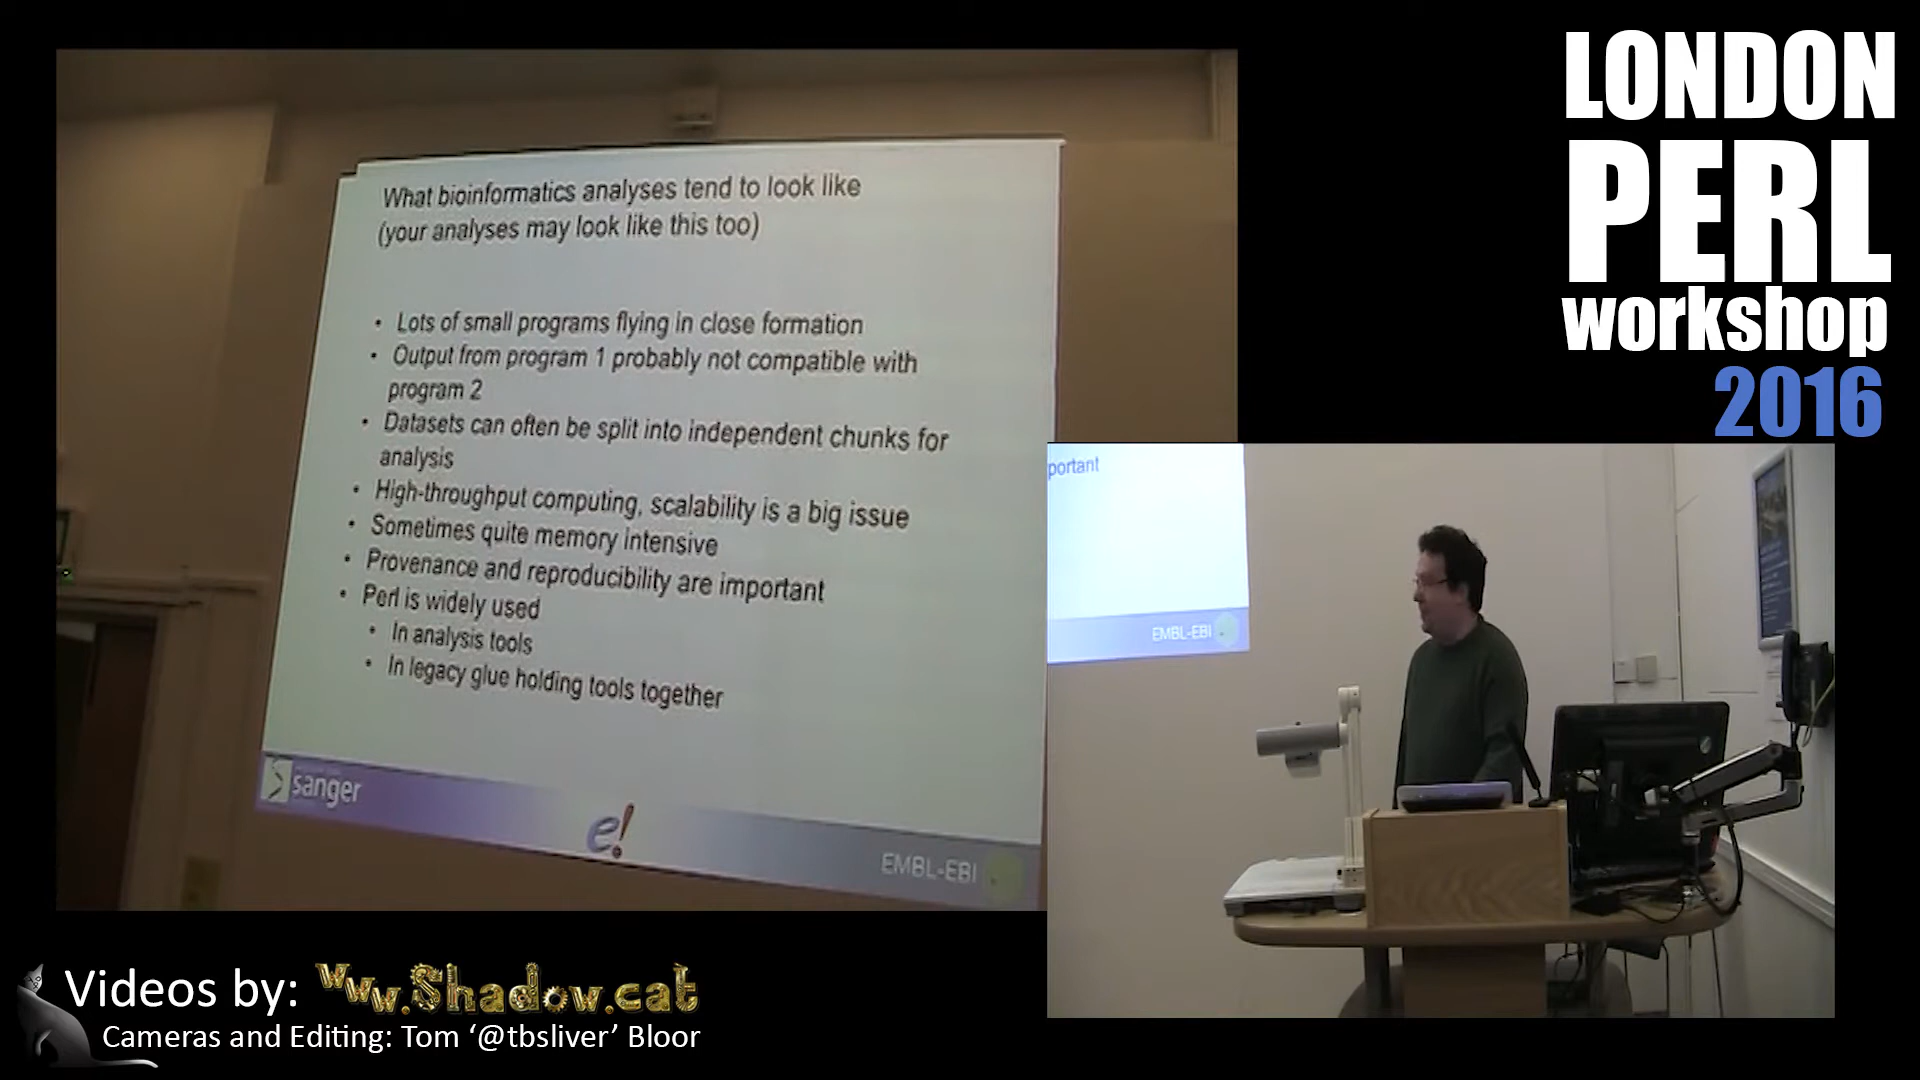 What bioinformatics analyses tend to look like
(your analyses may look like this too)
• Lots of small programs flying in close formation
• Output from program 1 probably not compatible with
program 2
• Datasets can often be split into independent chunks for
analysis
• High-throughput computing, scalability is a big issue
• Sometimes quite memory intensive
• Provenance and reproducibility are important
• Perl is widely used
• In analysis tools
• In legacy glue holding tools together
sanger
e!
EMBL-EBI
LONDON
PERL
workshop
2016
portant
EMBL-EBI
Videos by: www.Shadow.cat
Cameras and Editing: Tom ‘@tbsliver’ Bloor